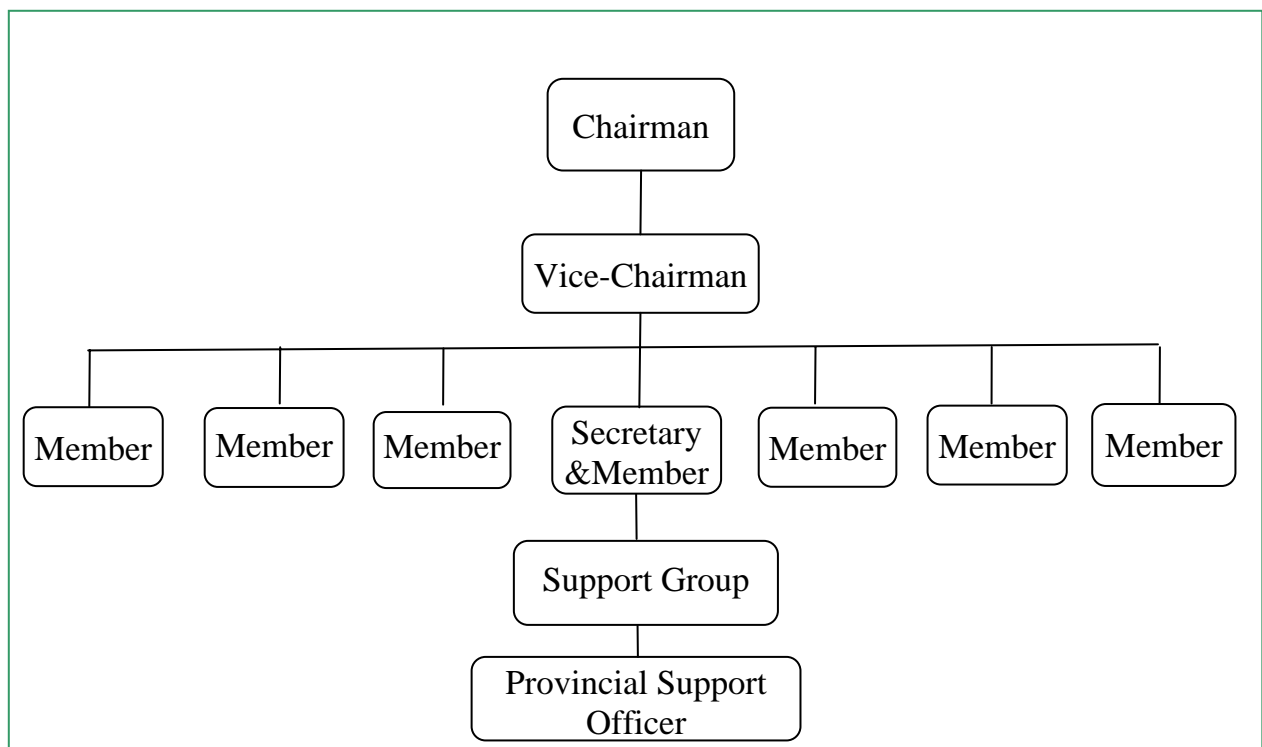 Chairman
Vice-Chairman
Member
Member
Member
Secretary
&Member
Member
Member
Member
Support Group
Provincial Support
Officer